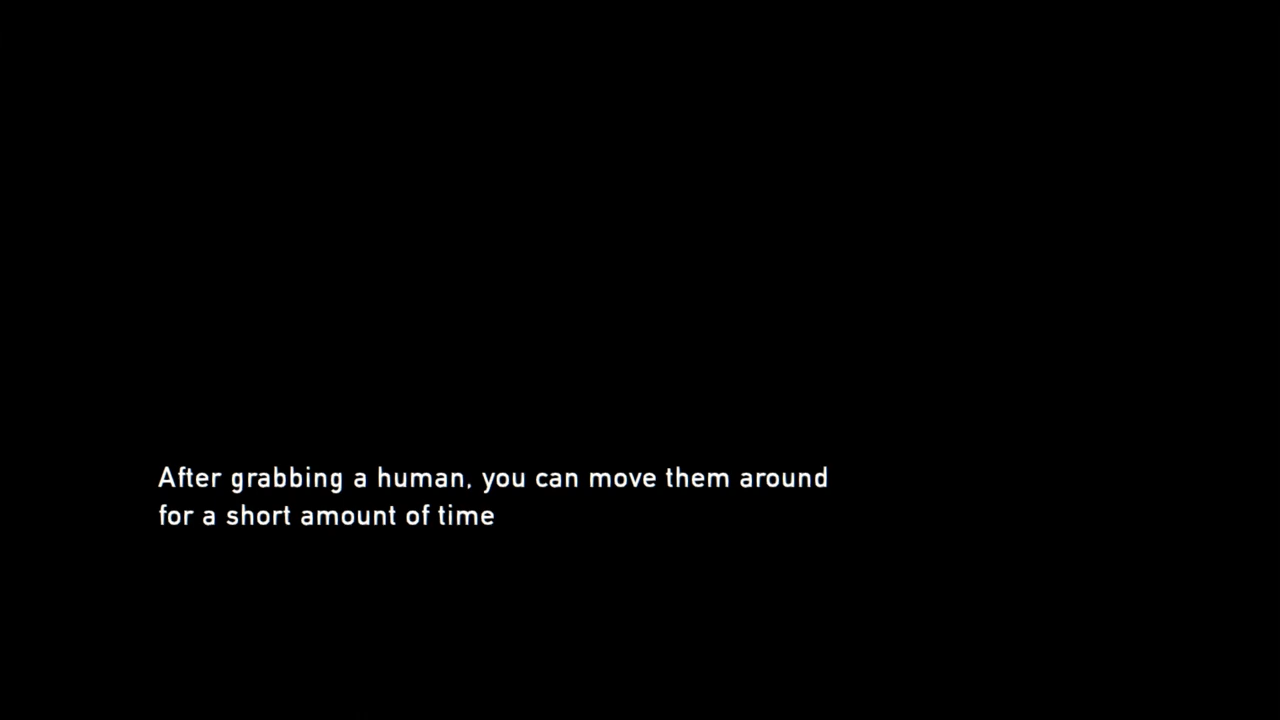 After grabbing a human, you can move them around
for a short amount of time